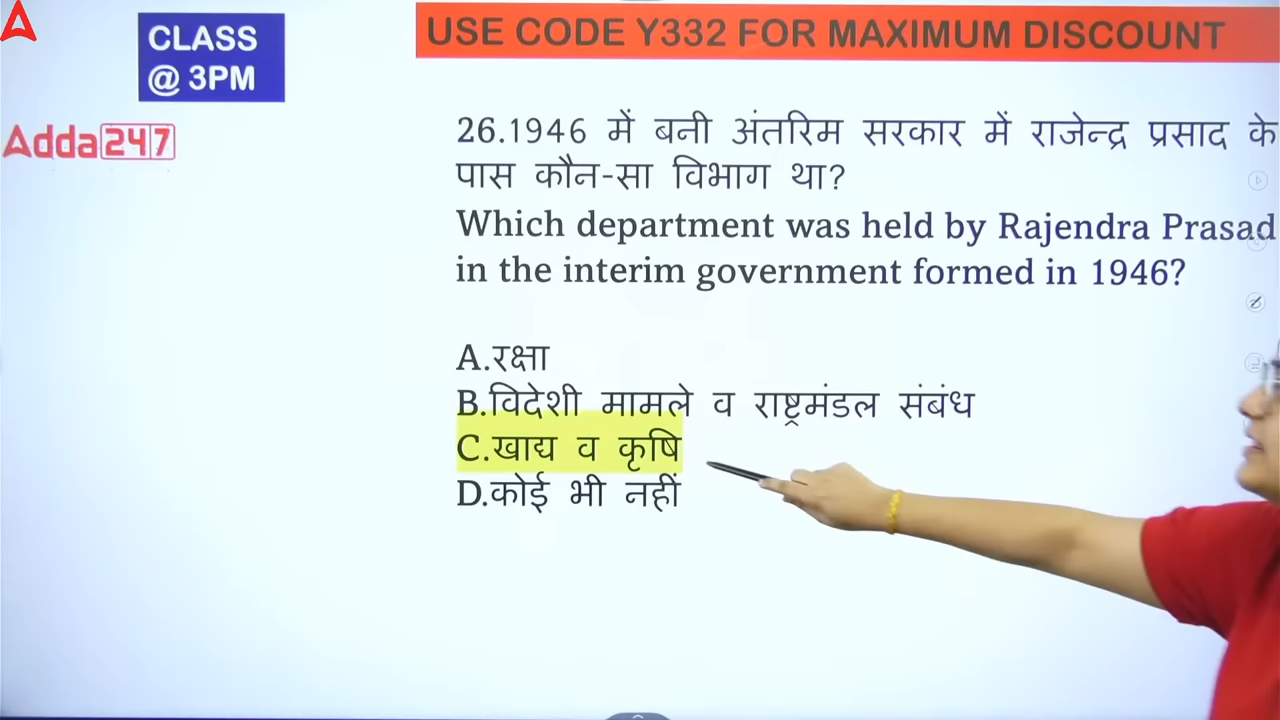 CLASS
@ 3PM
USE CODE Y332 FOR MAXIMUM DISCOUNT
Adda247
26.1946 में बनी अंतरिम सरकार में राजेन्द्र प्रसाद के
पास कौन-सा विभाग था?
Which department was held by Rajendra Prasad
in the interim government formed in 1946?
A.रक्षा
B.विदेशी मामले व राष्ट्रमंडल संबंध
C.खाद्य व कृषि
D.कोई भी नहीं